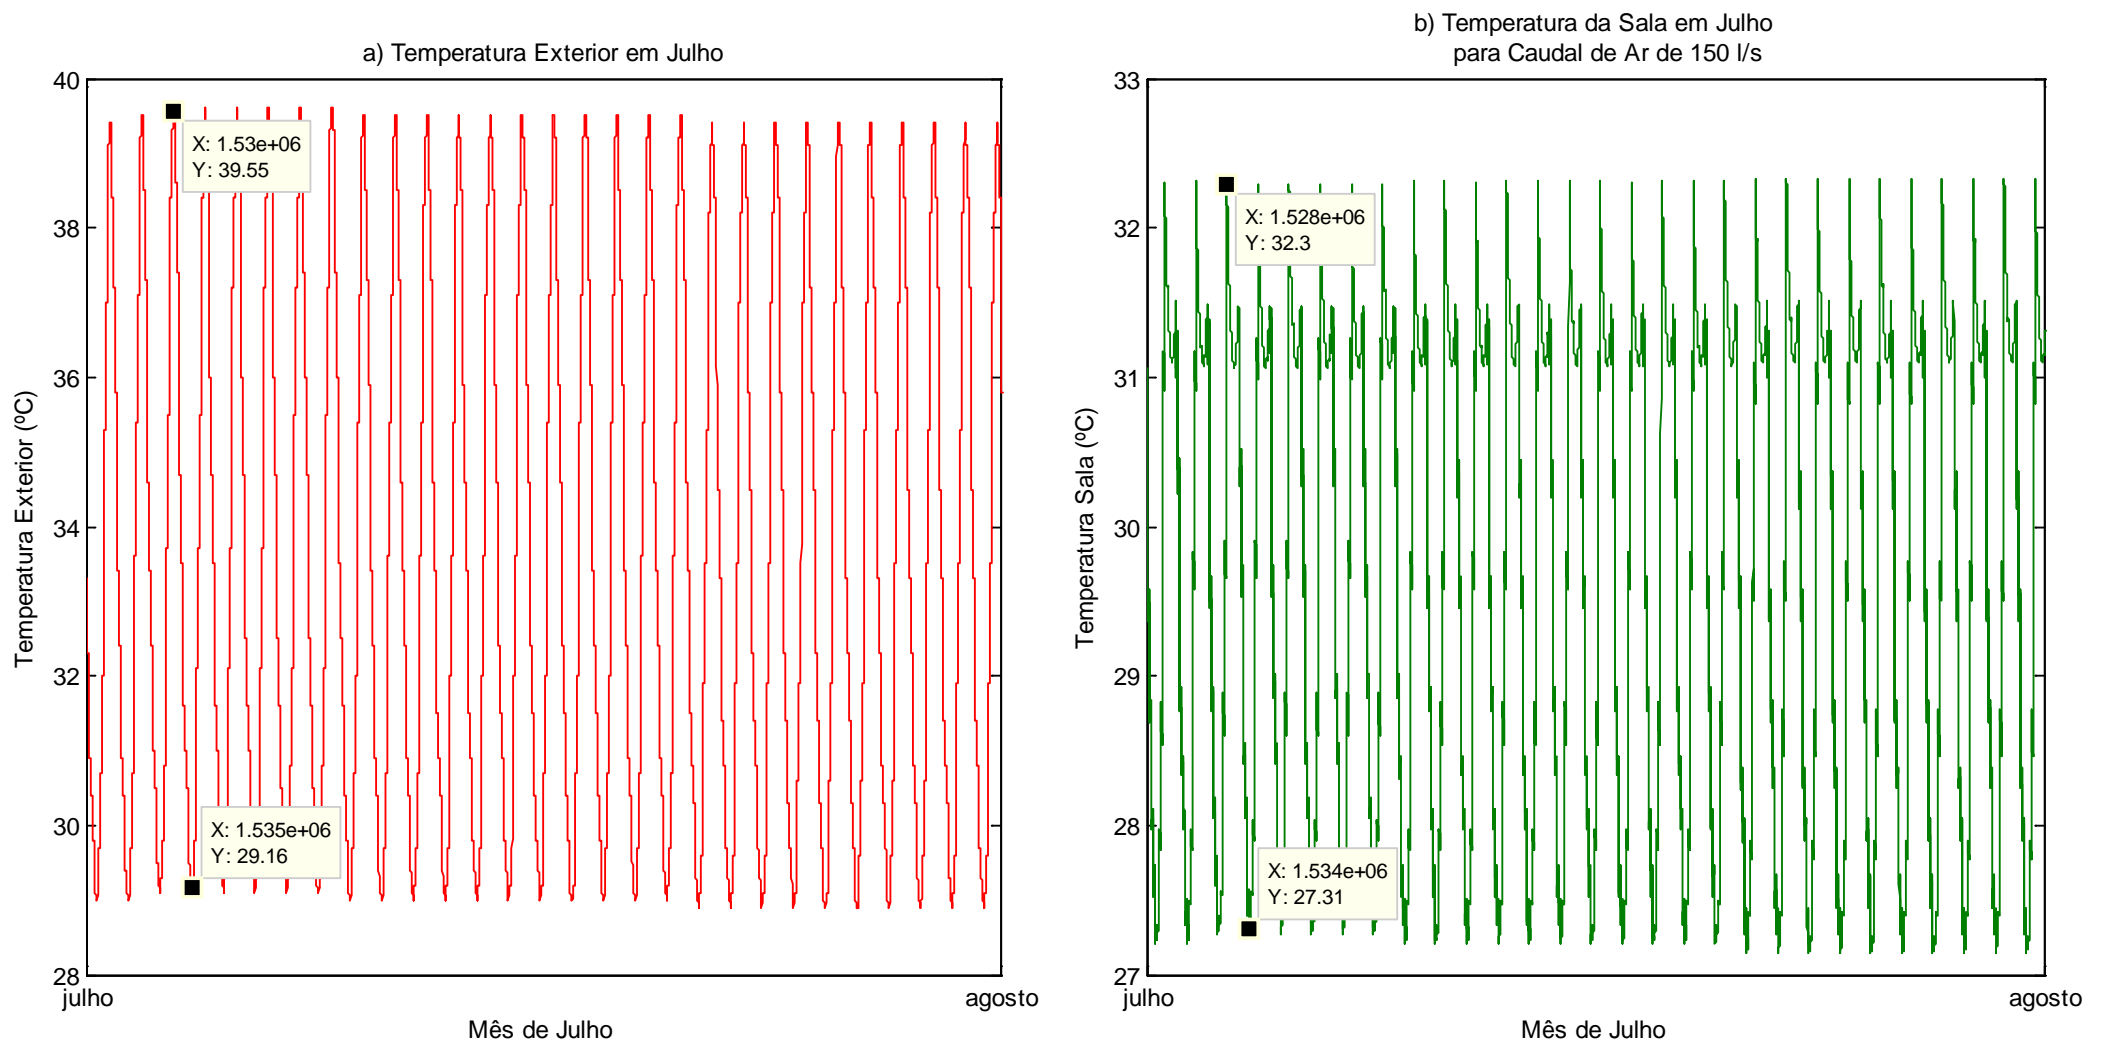 a) Temperatura Exterior em Julho
40
38
36
34
32
30
28
Temperatura Exterior (ºC)
X: 1.53e+06
Y: 39.55
X: 1.535e+06
Y: 29.16
julho
agosto
Mês de Julho
b) Temperatura da Sala em Julho
para Caudal de Ar de 150 l/s
33
32
31
30
29
28
27
Temperatura Sala (ºC)
X: 1.528e+06
Y: 32.3
X: 1.534e+06
Y: 27.31
julho
agosto
Mês de Julho